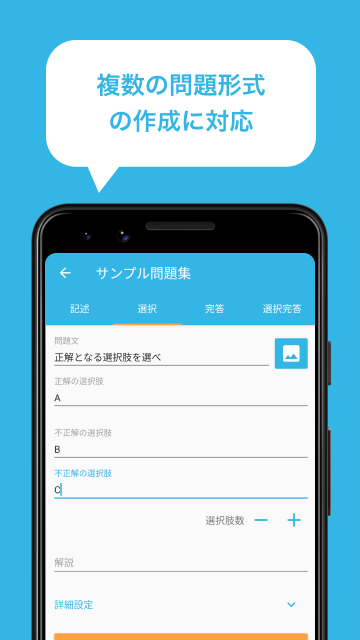 複数の問題形式
の作成に対応
サンプル問題集
記述 選択 完答 選択完答
問題文
正解となる選択肢を選べ
正解の選択肢
A
不正解の選択肢
B
不正解の選択肢
C
選択肢数
解説
詳細設定